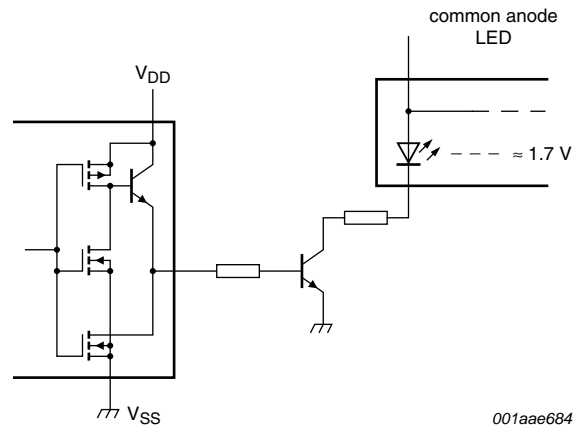 common anode
LED
VDD
≈ 1.7 V
VSS
001aae684